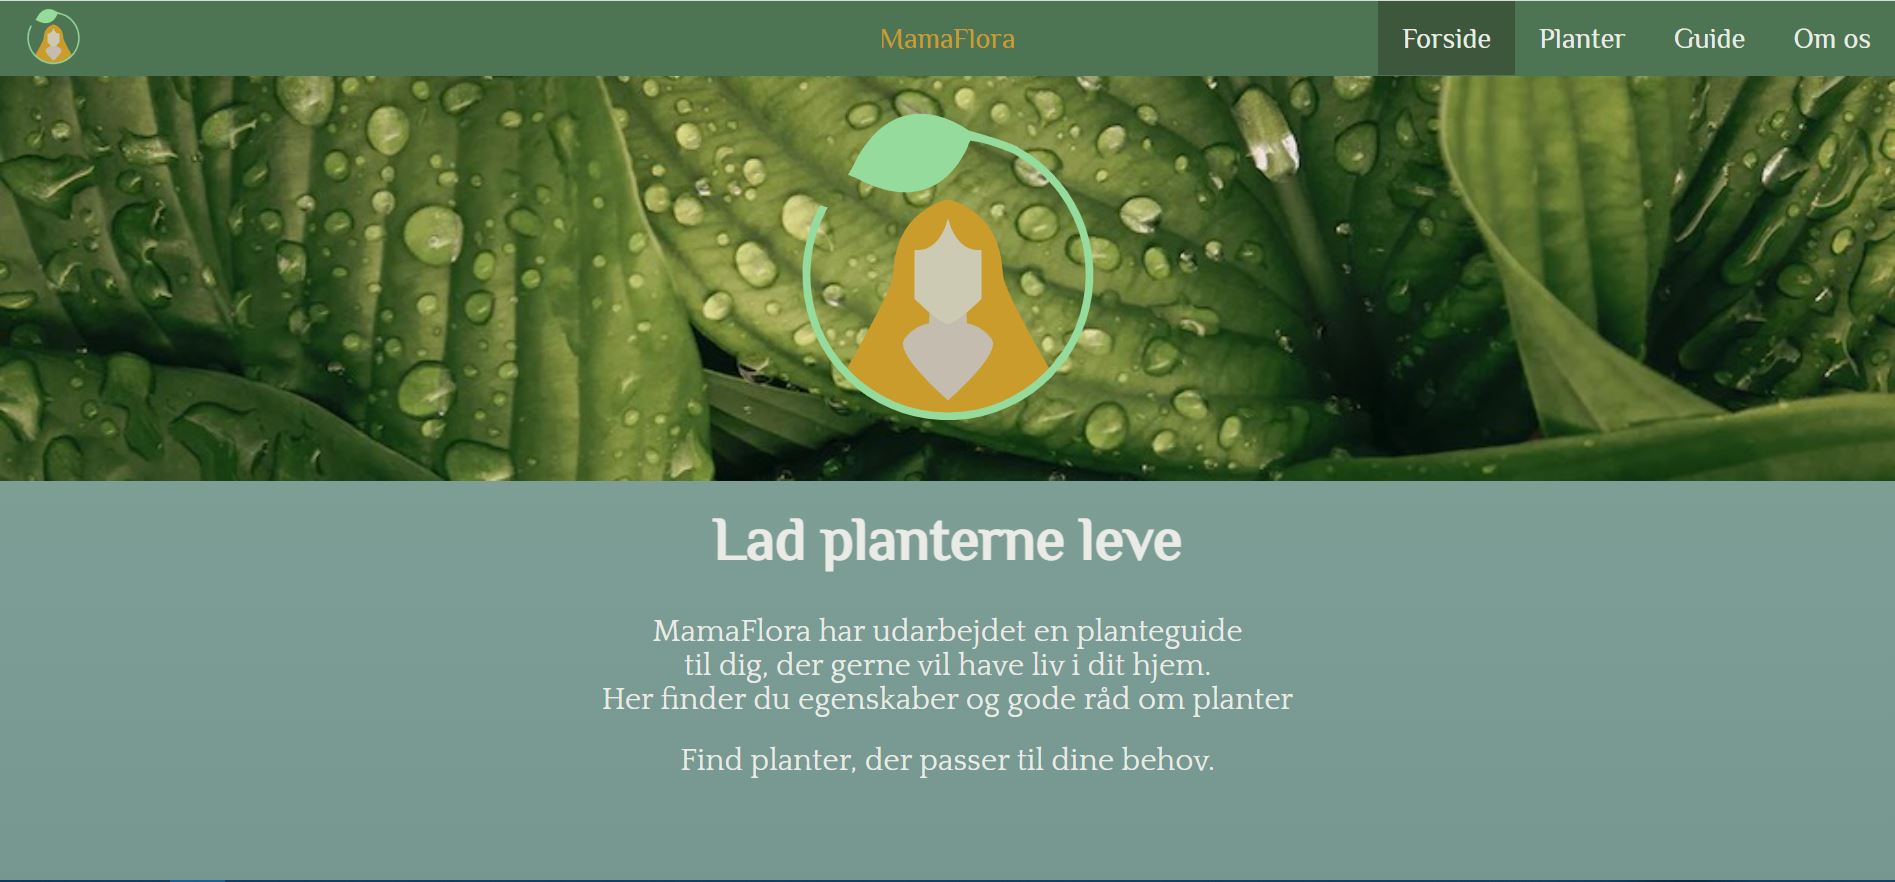 MamaFlora
Forside
Planter
Guide
Om os
Lad planterne leve
MamaFlora har udarbejdet en planteguide
til dig, der gerne vil have liv i dit hjem.
Her finder du egenskaber og gode råd om planter
Find planter, der passer til dine behov.